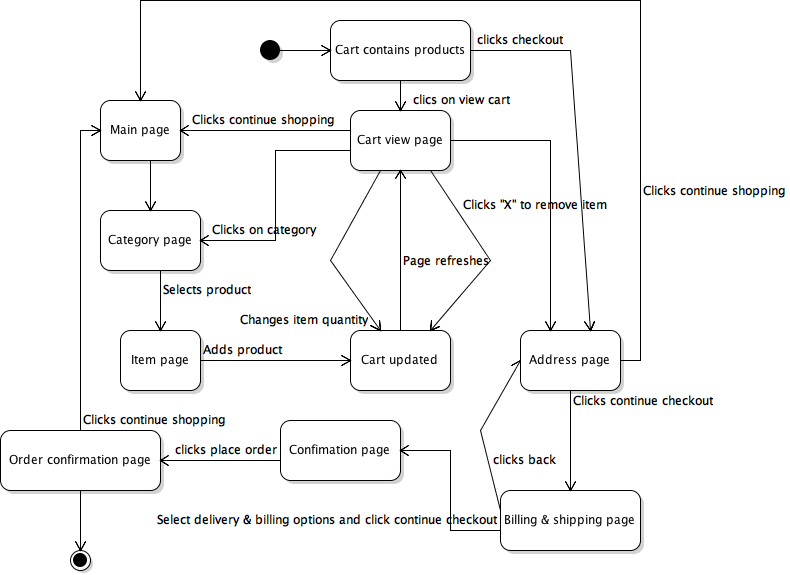 clicks checkout
Cart contains products
clics on view cart
Clicks continue shopping
Main page
Cart view page
Clicks continue shopping
Clicks "X" to remove item
Clicks on category
Category page
Page refreshes
Selects product
Changes item quantity
Adds product
Item page
Cart updated
Address page
Clicks continue checkout
Clicks continue shopping
clicks place order
Confimation page
Order confirmation page
clicks back
Select delivery & billing options and click continue checkout
Billing & shipping page